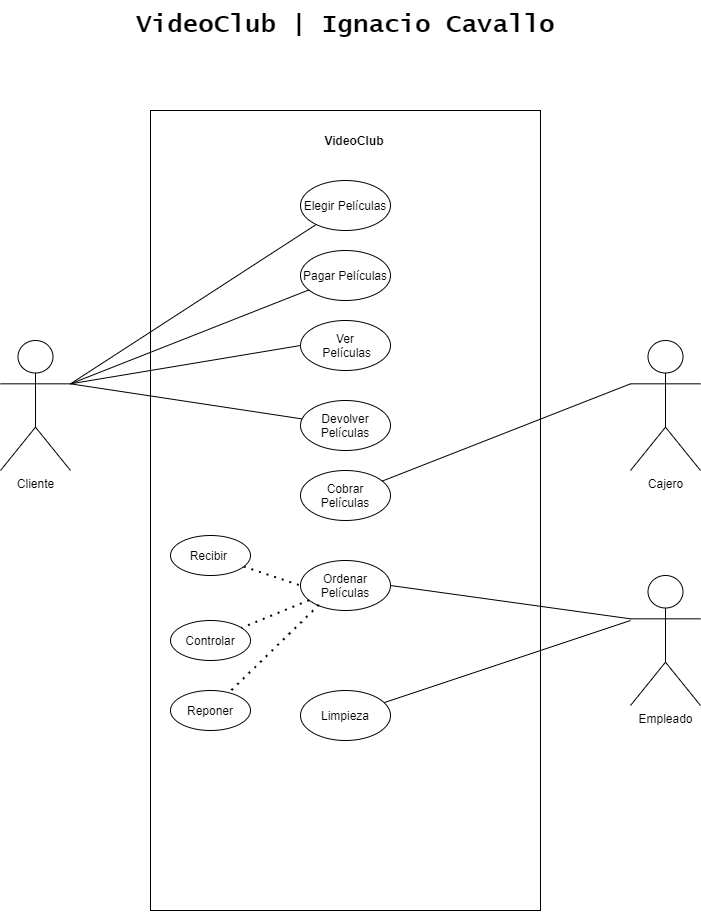 VideoClub | Ignacio Cavallo
VideoClub
Elegir Películas
Pagar Películas
Ver
Películas
Devolver
Películas
Cliente
Cajero
Cobrar
Películas
Recibir
Ordenar
Películas
Controlar
Reponer
Limpieza
Empleado